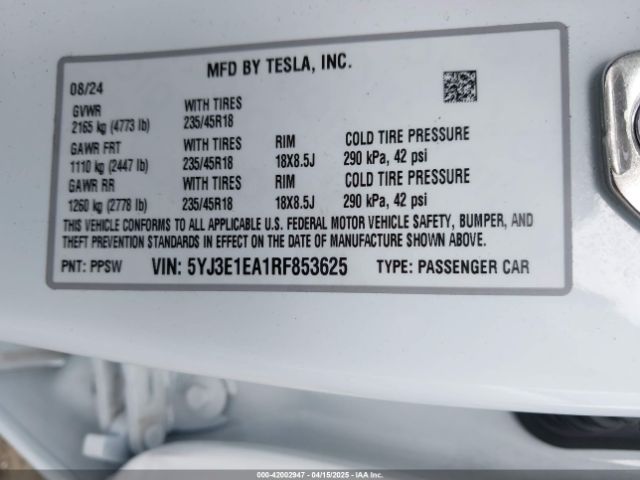 MFD BY TESLA, INC.
08/24
GVWR WITH TIRES
2165 kg (4773 lb) 235/45R18
GAWR FRT WITH TIRES RIM COLD TIRE PRESSURE
1110 kg (2447 lb) 235/45R18 18X8.5J 290 kPa, 42 psi
GAWR RR WITH TIRES RIM COLD TIRE PRESSURE
1260 kg (2778 lb) 235/45R18 18X8.5J 290 kPa, 42 psi
THIS VEHICLE CONFORMS TO ALL APPLICABLE U.S. FEDERAL MOTOR VEHICLE SAFETY, BUMPER, AND
THEFT PREVENTION STANDARDS IN EFFECT ON THE DATE OF MANUFACTURE SHOWN ABOVE.
PNT: PPSW VIN: 5YJ3E1EA1RF853625 TYPE: PASSENGER CAR
000-42002947 - 04/15/2025 - IAA Inc.